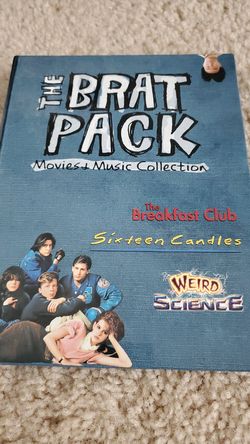 THE BRAT
PACK
Movies + Music Collection
The
Breakfast Club
Sixteen Candles
WEIRD
SCIENCE